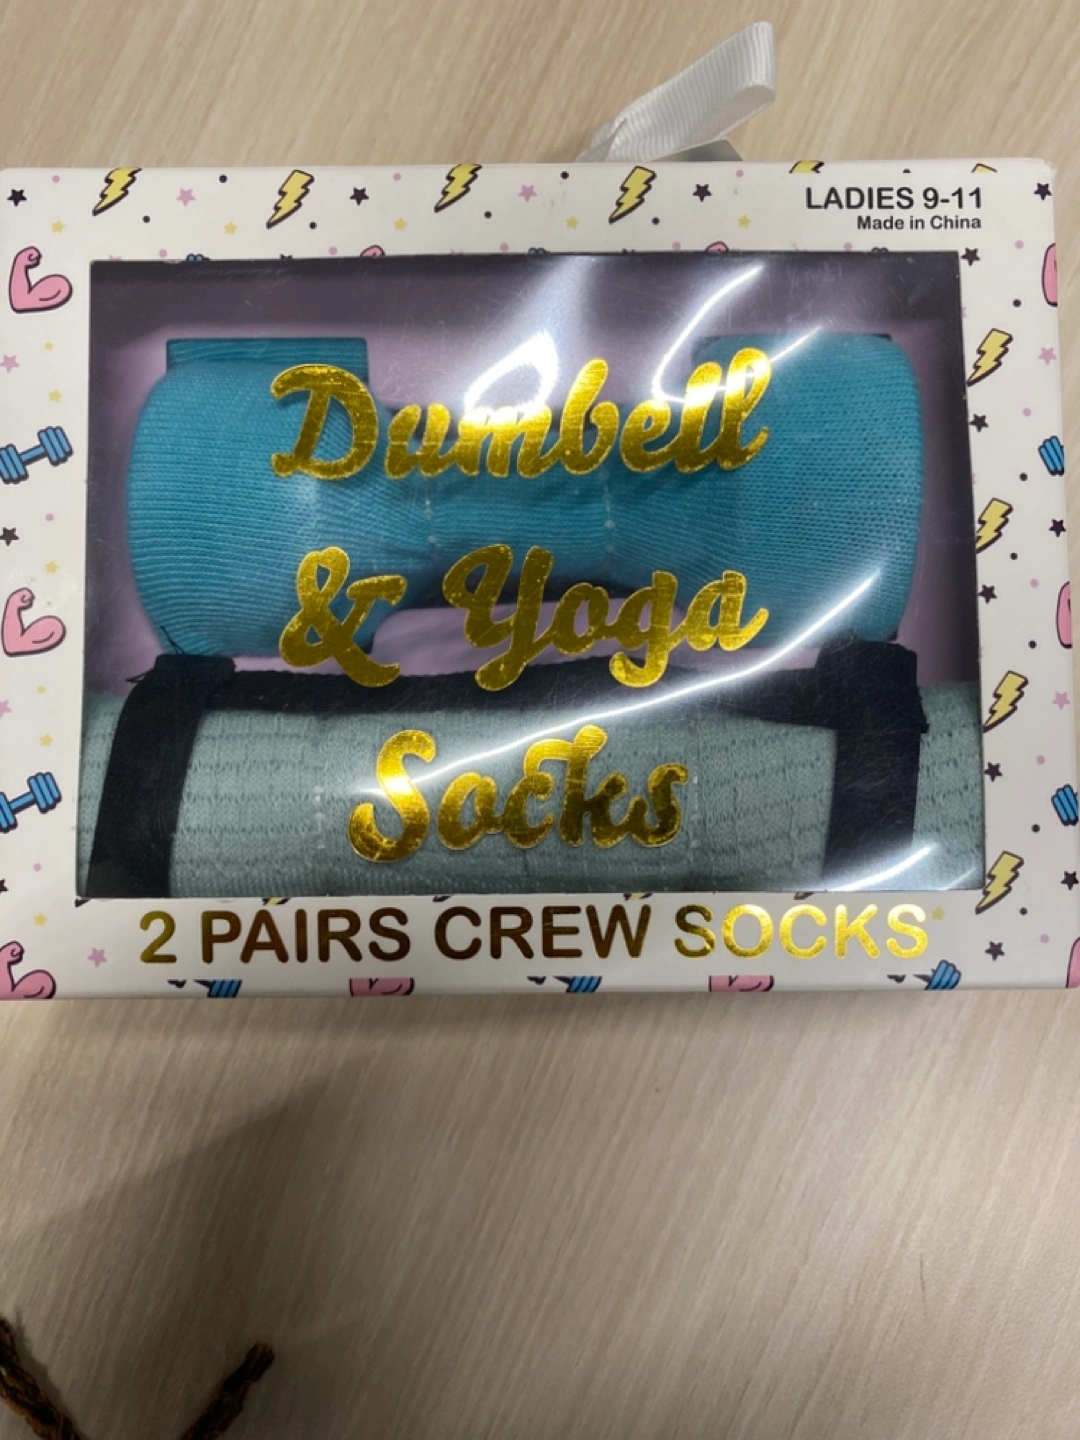 LADIES 9-11
Made in China
Dumbell
& Yoga
Socks
2 PAIRS CREW SOCKS